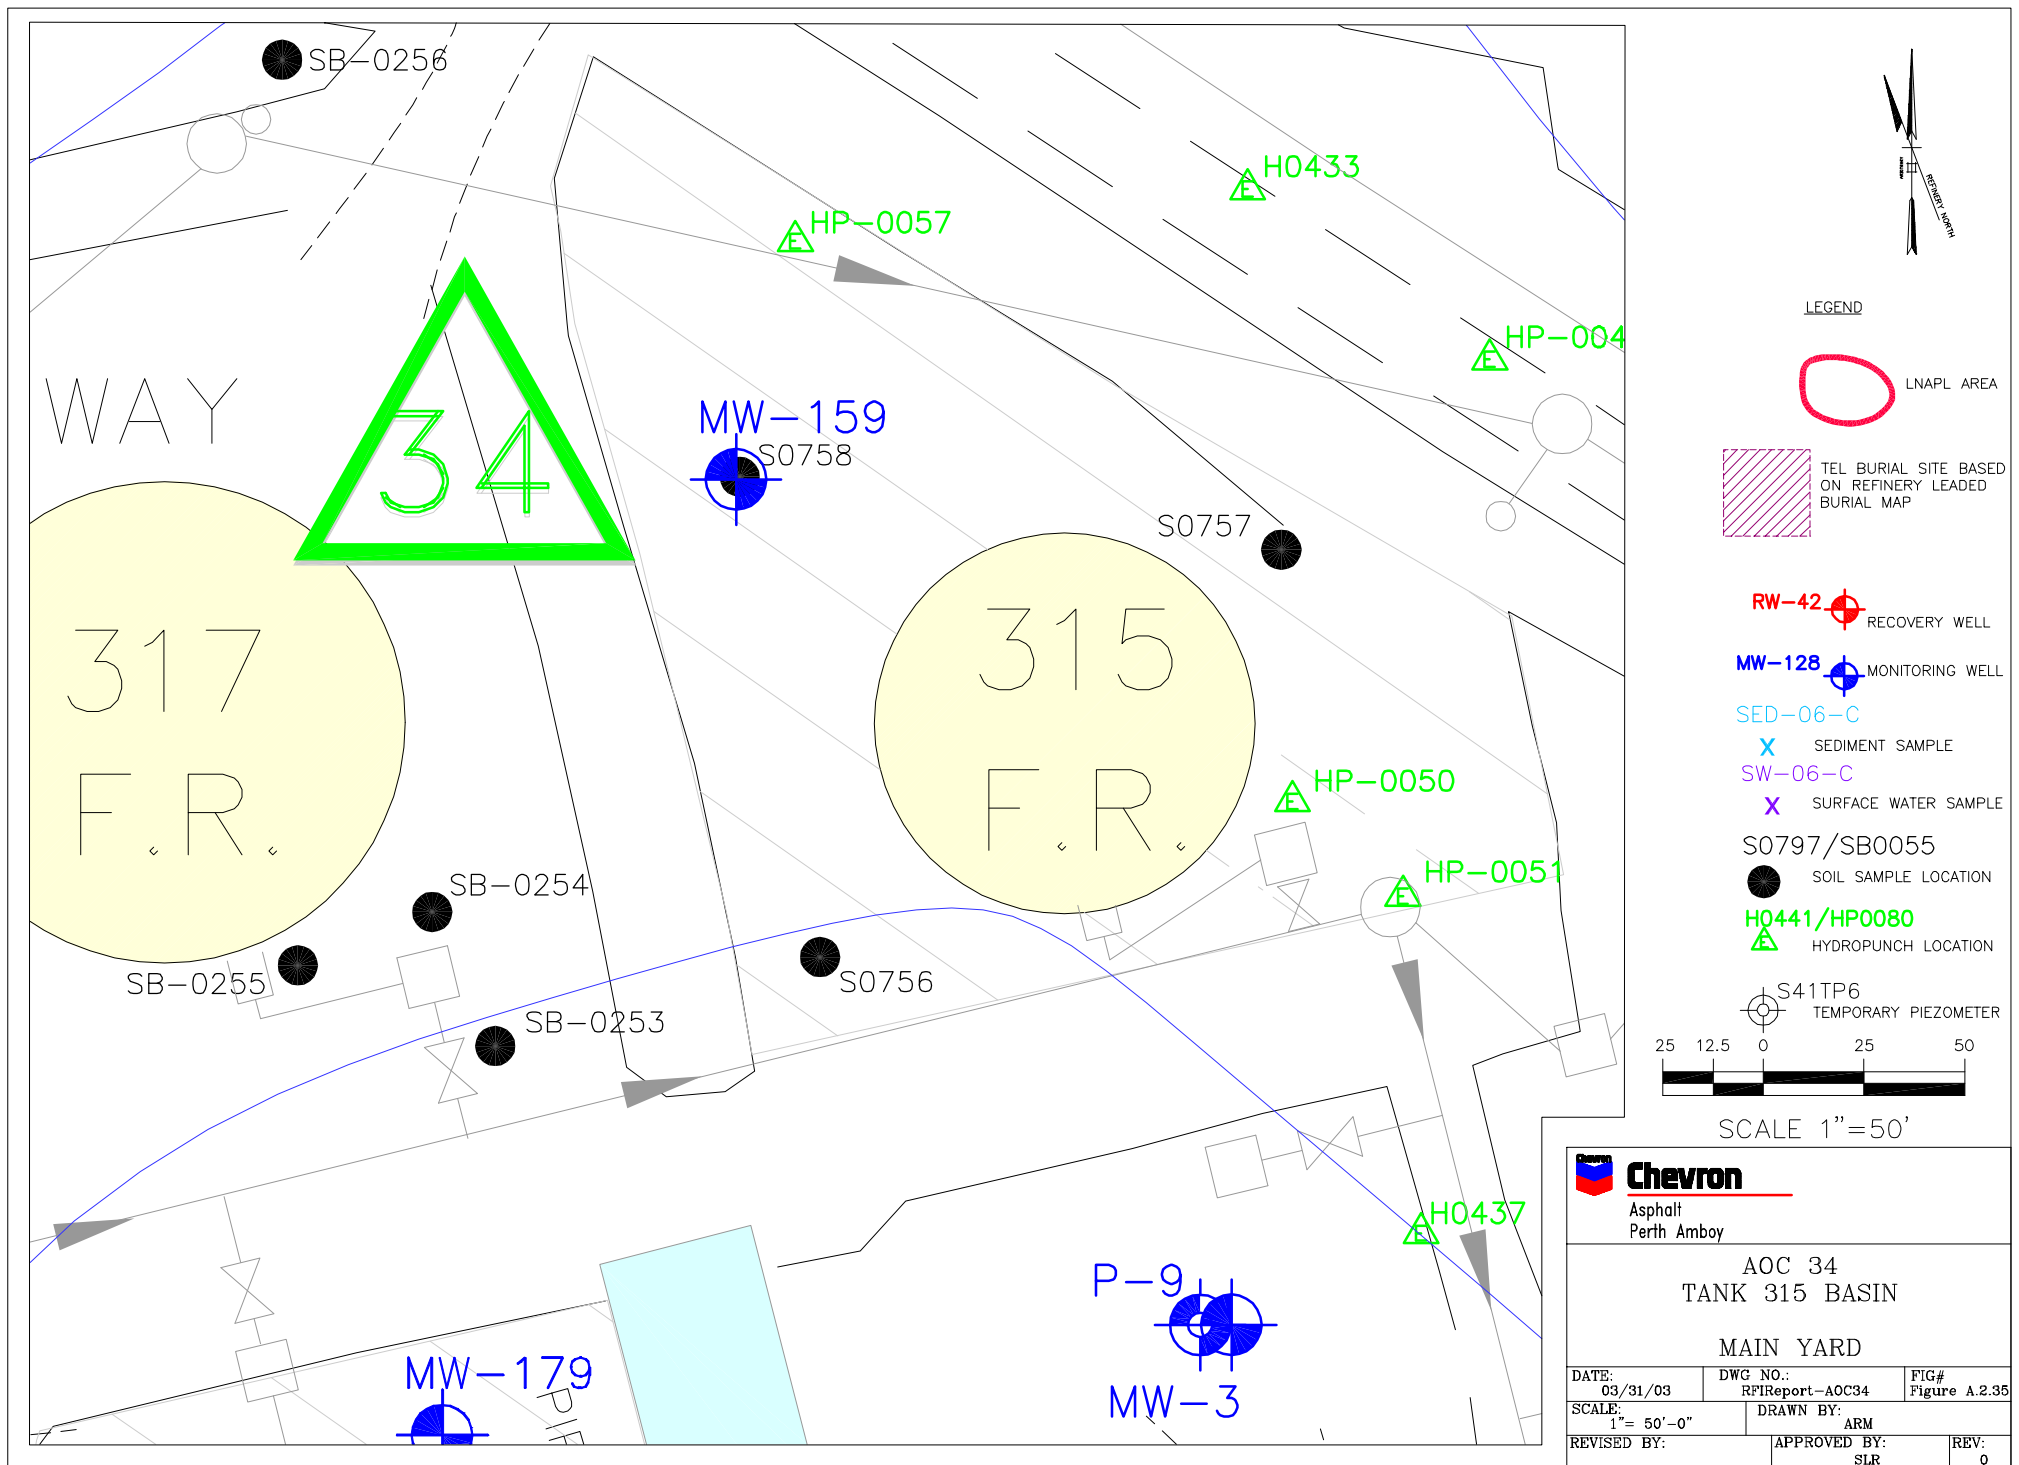 SB-0256
H0433
HP-0057
HP-004
WAY
34
MW-159
S0758
S0757
317
F.R.
315
F.R.
HP-0050
HP-0051
SB-0254
SB-0255
S0756
SB-0253
H0437
P-9
MW-3
MW-179
REFINERY NORTH
LEGEND
LNAPL AREA
TEL BURIAL SITE BASED
ON REFINERY LEADED
BURIAL MAP
RW-42
RECOVERY WELL
MW-128
MONITORING WELL
SED-06-C
X SEDIMENT SAMPLE
SW-06-C
X SURFACE WATER SAMPLE
S0797/SB0055
SOIL SAMPLE LOCATION
H0441/HP0080
E HYDROPUNCH LOCATION
S41TP6
TEMPORARY PIEZOMETER
25 12.5 0 25 50
SCALE 1"=50'
Chevron
Chevron
Asphalt
Perth Amboy
AOC 34
TANK 315 BASIN
MAIN YARD
DATE: 03/31/03
DWG NO.: RFIReport-AOC34
FIG# Figure A.2.35
SCALE: 1"= 50'-0"
DRAWN BY: ARM
REVISED BY:
APPROVED BY: SLR
REV: 0